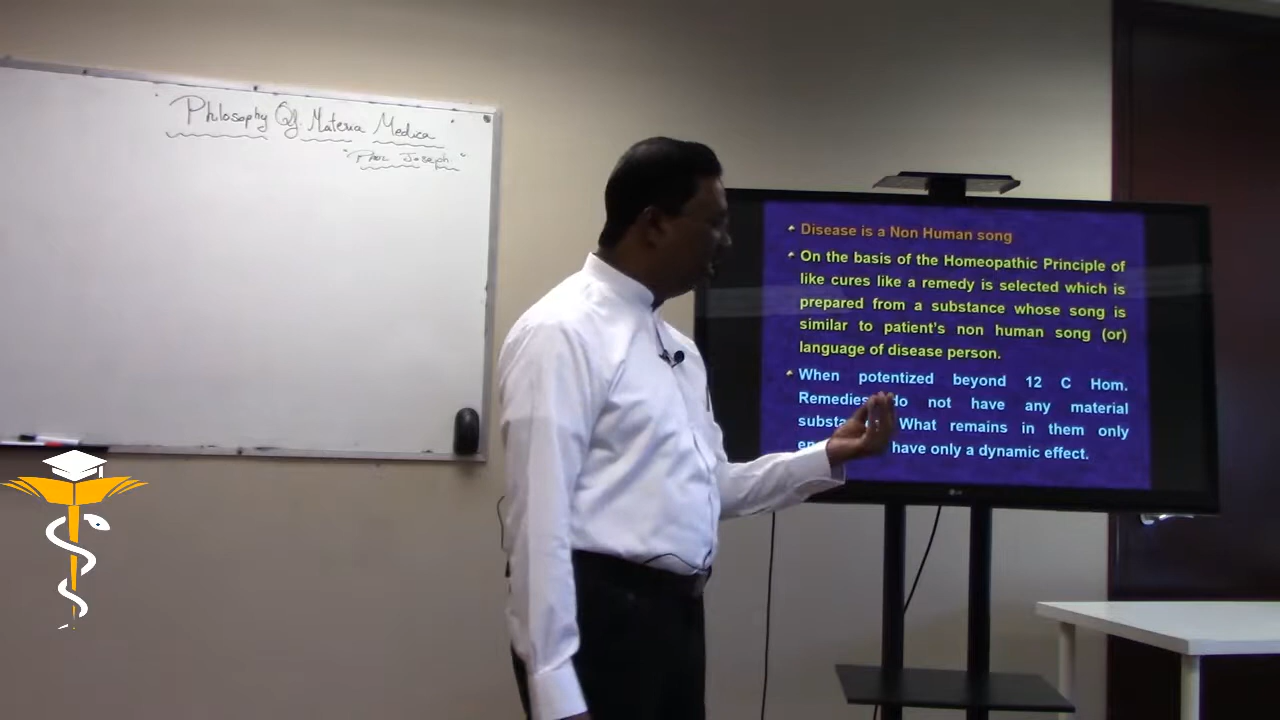 Philosophy Of. Materia Medica
"Phoz. Joseph"
Disease is a Non Human song
On the basis of the Homeopathic Principle of
like cures like a remedy is selected which is
prepared from a substance whose song is
similar to patient's non human song (or)
language of disease person.
When potentized beyond 12 C Hom.
Remedies do not have any material
What remains in them only
have only a dynamic effect.
LG